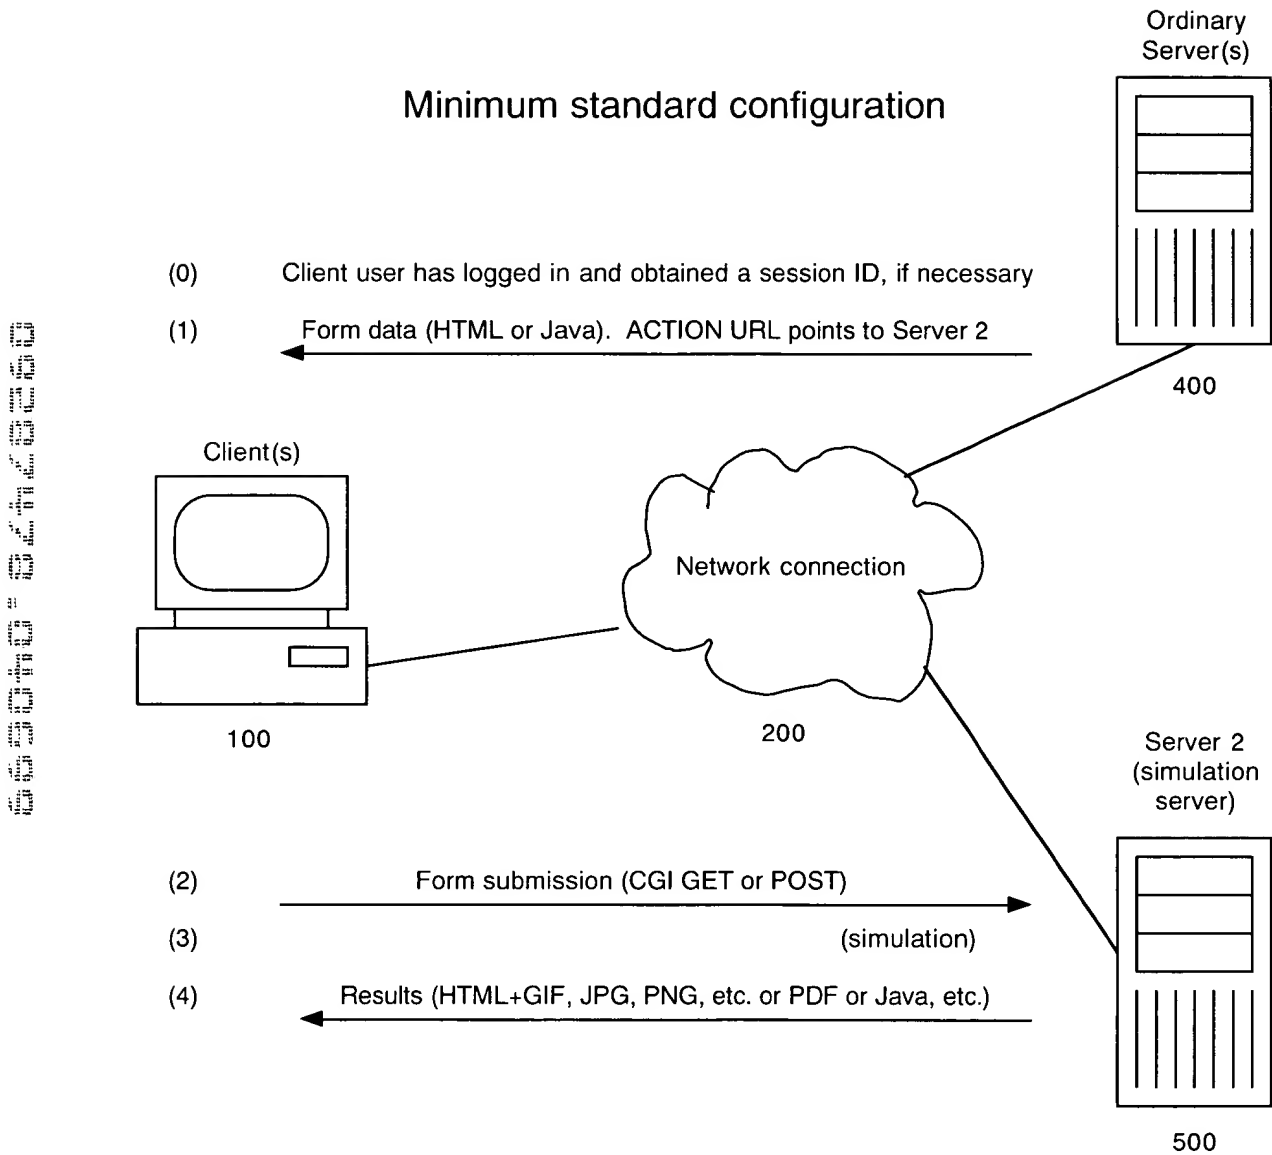 Ordinary
Server(s)
Minimum standard configuration
(0) Client user has logged in and obtained a session ID, if necessary
(1) Form data (HTML or Java). ACTION URL points to Server 2
400
Client(s)
Network connection
100
200
Server 2
(simulation
server)
(2) Form submission (CGI GET or POST)
(3) (simulation)
(4) Results (HTML+GIF, JPG, PNG, etc. or PDF or Java, etc.)
500